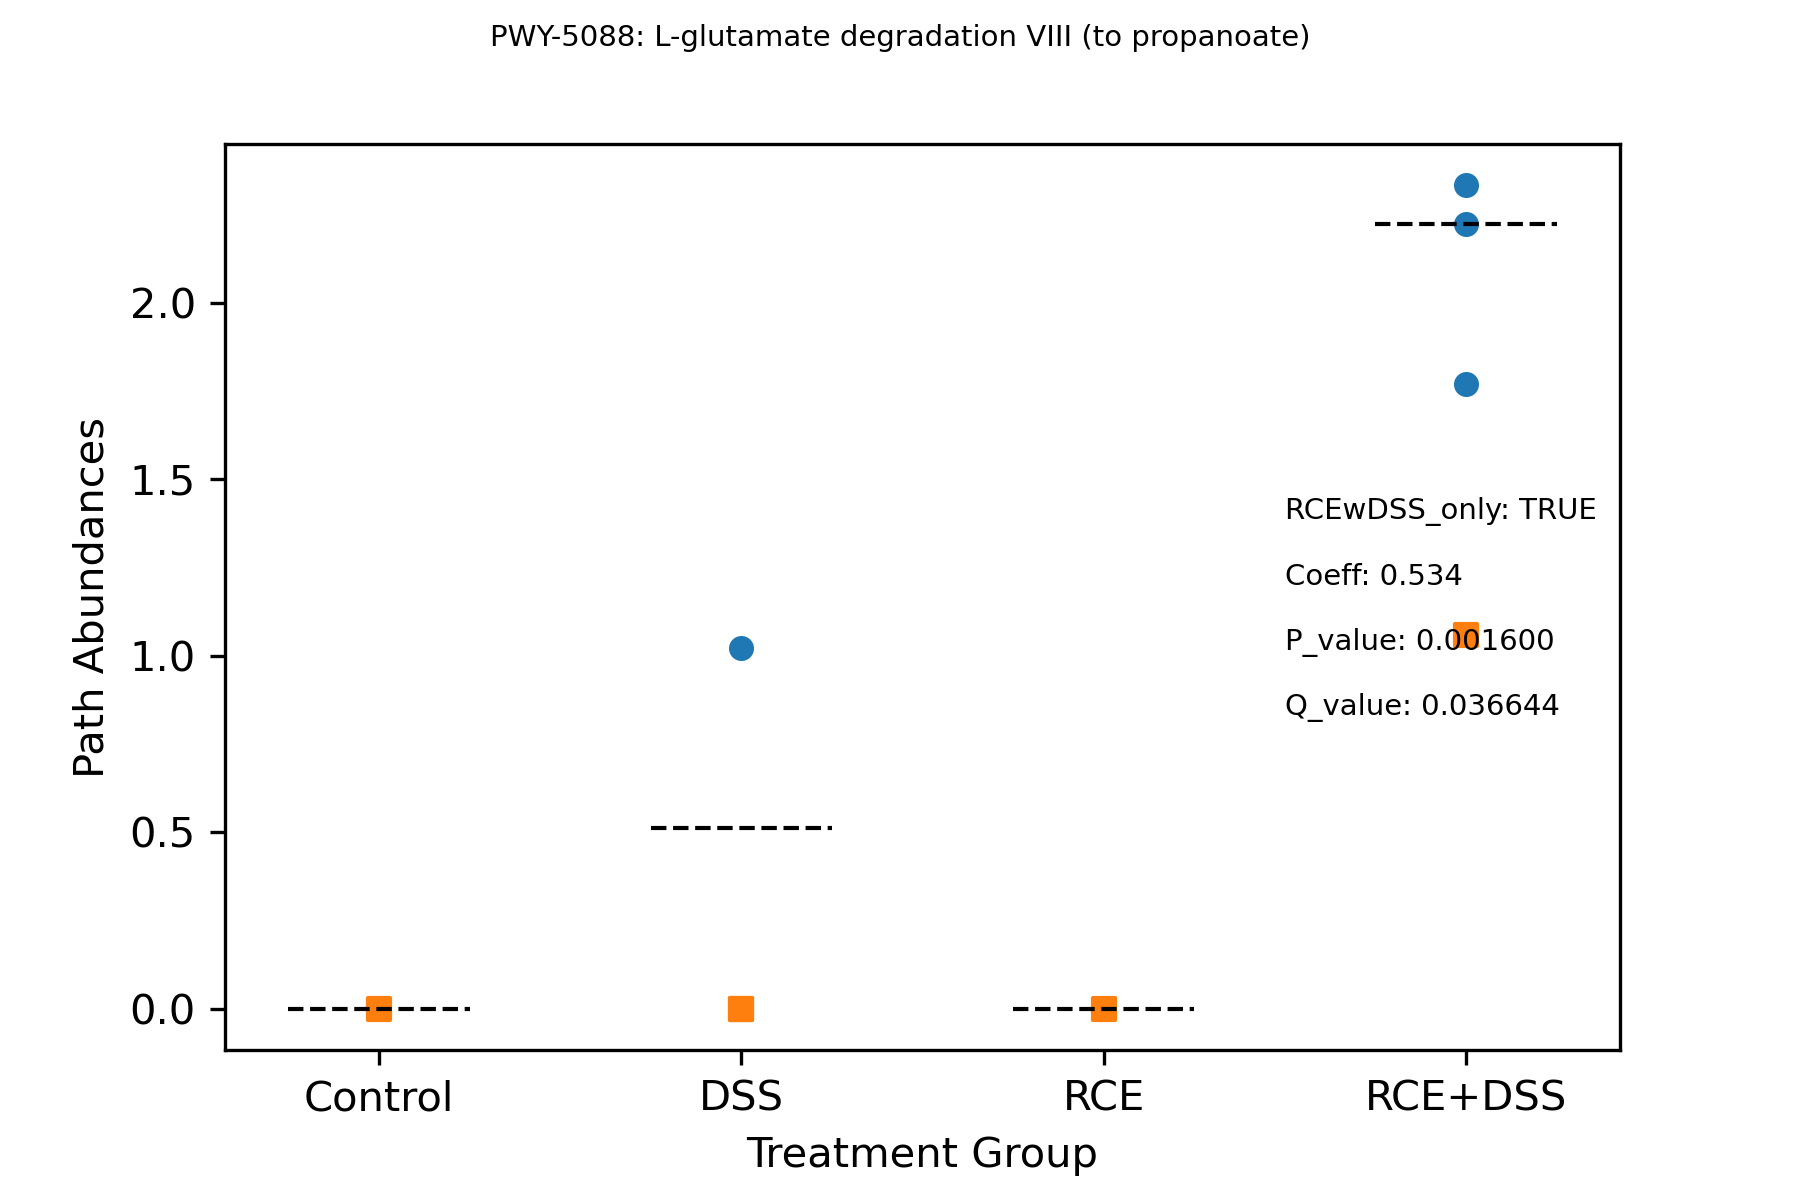 PWY-5088: L-glutamate degradation VIII (to propanoate)
Path Abundances
2.0
1.5
1.0
0.5
0.0
RCEwDSS_only: TRUE
Coeff: 0.534
P_value: 0.001600
Q_value: 0.036644
Control
DSS
RCE
RCE+DSS
Treatment Group